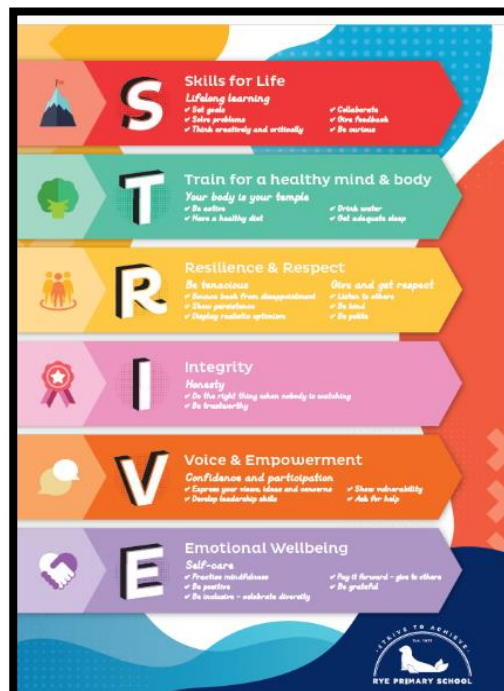 S
Skills for Life
Lifelong learning
✓ Set goals
✓ Solve problems
✓ Think creatively and critically
✓ Collaborate
✓ Give feedback
✓ Be curious
T
Train for a healthy mind & body
Your body is your temple
✓ Be active
✓ Have a healthy diet
✓ Drink water
✓ Get adequate sleep
R
Resilience & Respect
Be tenacious
✓ Bounce back from disappointment
✓ Show persistence
✓ Display realistic optimism
Give and get respect
✓ Listen to others
✓ Be kind
✓ Be polite
I
Integrity
Honesty
✓ Do the right thing when nobody is watching
✓ Be trustworthy
V
Voice & Empowerment
Confidence and participation
✓ Express your views, ideas and concerns
✓ Develop leadership skills
✓ Show vulnerability
✓ Ask for help
E
Emotional Wellbeing
Self-care
✓ Practise mindfulness
✓ Be positive
✓ Be inclusive - celebrate diversity
✓ Pay it forward - give to others
✓ Be grateful
STRIVE TO ACHIEVE
RYE PRIMARY SCHOOL